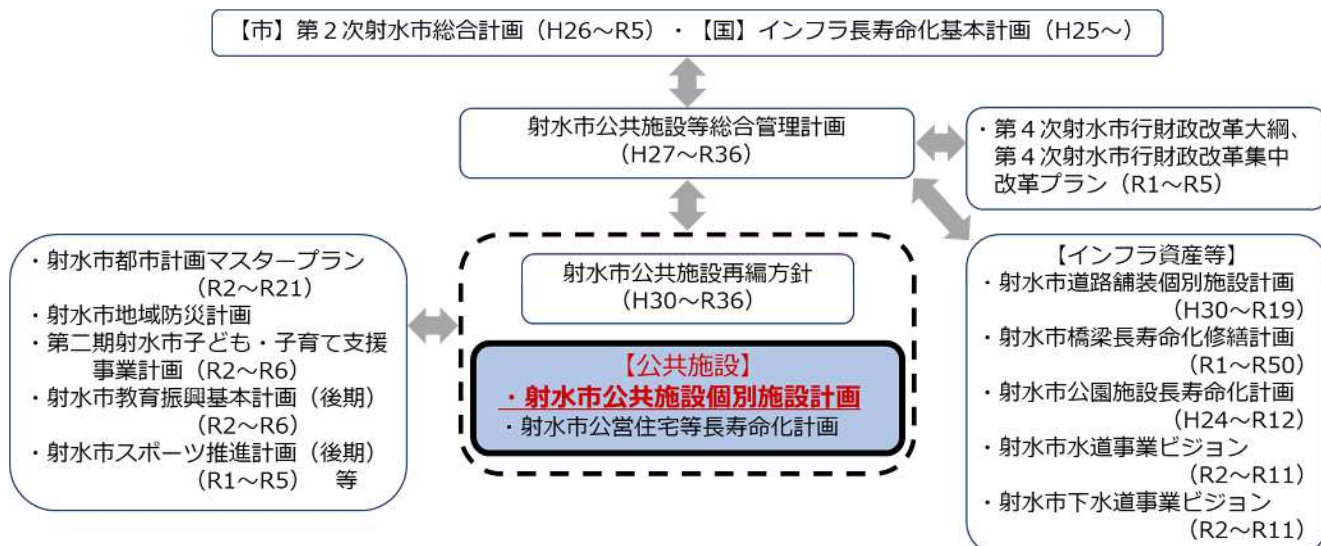 【市】第２次射水市総合計画（H26～R5）・【国】インフラ長寿命化基本計画（H25～）
射水市公共施設等総合管理計画
（H27～R36）
・第４次射水市行財政改革大綱、
第４次射水市行財政改革集中
改革プラン（R1～R5）
・射水市都市計画マスタープラン
（R2～R21）
・射水市地域防災計画
・第二期射水市子ども・子育て支援
事業計画（R2～R6）
・射水市教育振興基本計画（後期）
（R2～R6）
・射水市スポーツ推進計画（後期）
（R1～R5）　等
射水市公共施設再編方針
（H30～R36）
【公共施設】
・射水市公共施設個別施設計画
・射水市公営住宅等長寿命化計画
【インフラ資産等】
・射水市道路舗装個別施設計画
（H30～R19）
・射水市橋梁長寿命化修繕計画
（R1～R50）
・射水市公園施設長寿命化計画
（H24～R12）
・射水市水道事業ビジョン
（R2～R11）
・射水市下水道事業ビジョン
（R2～R11）